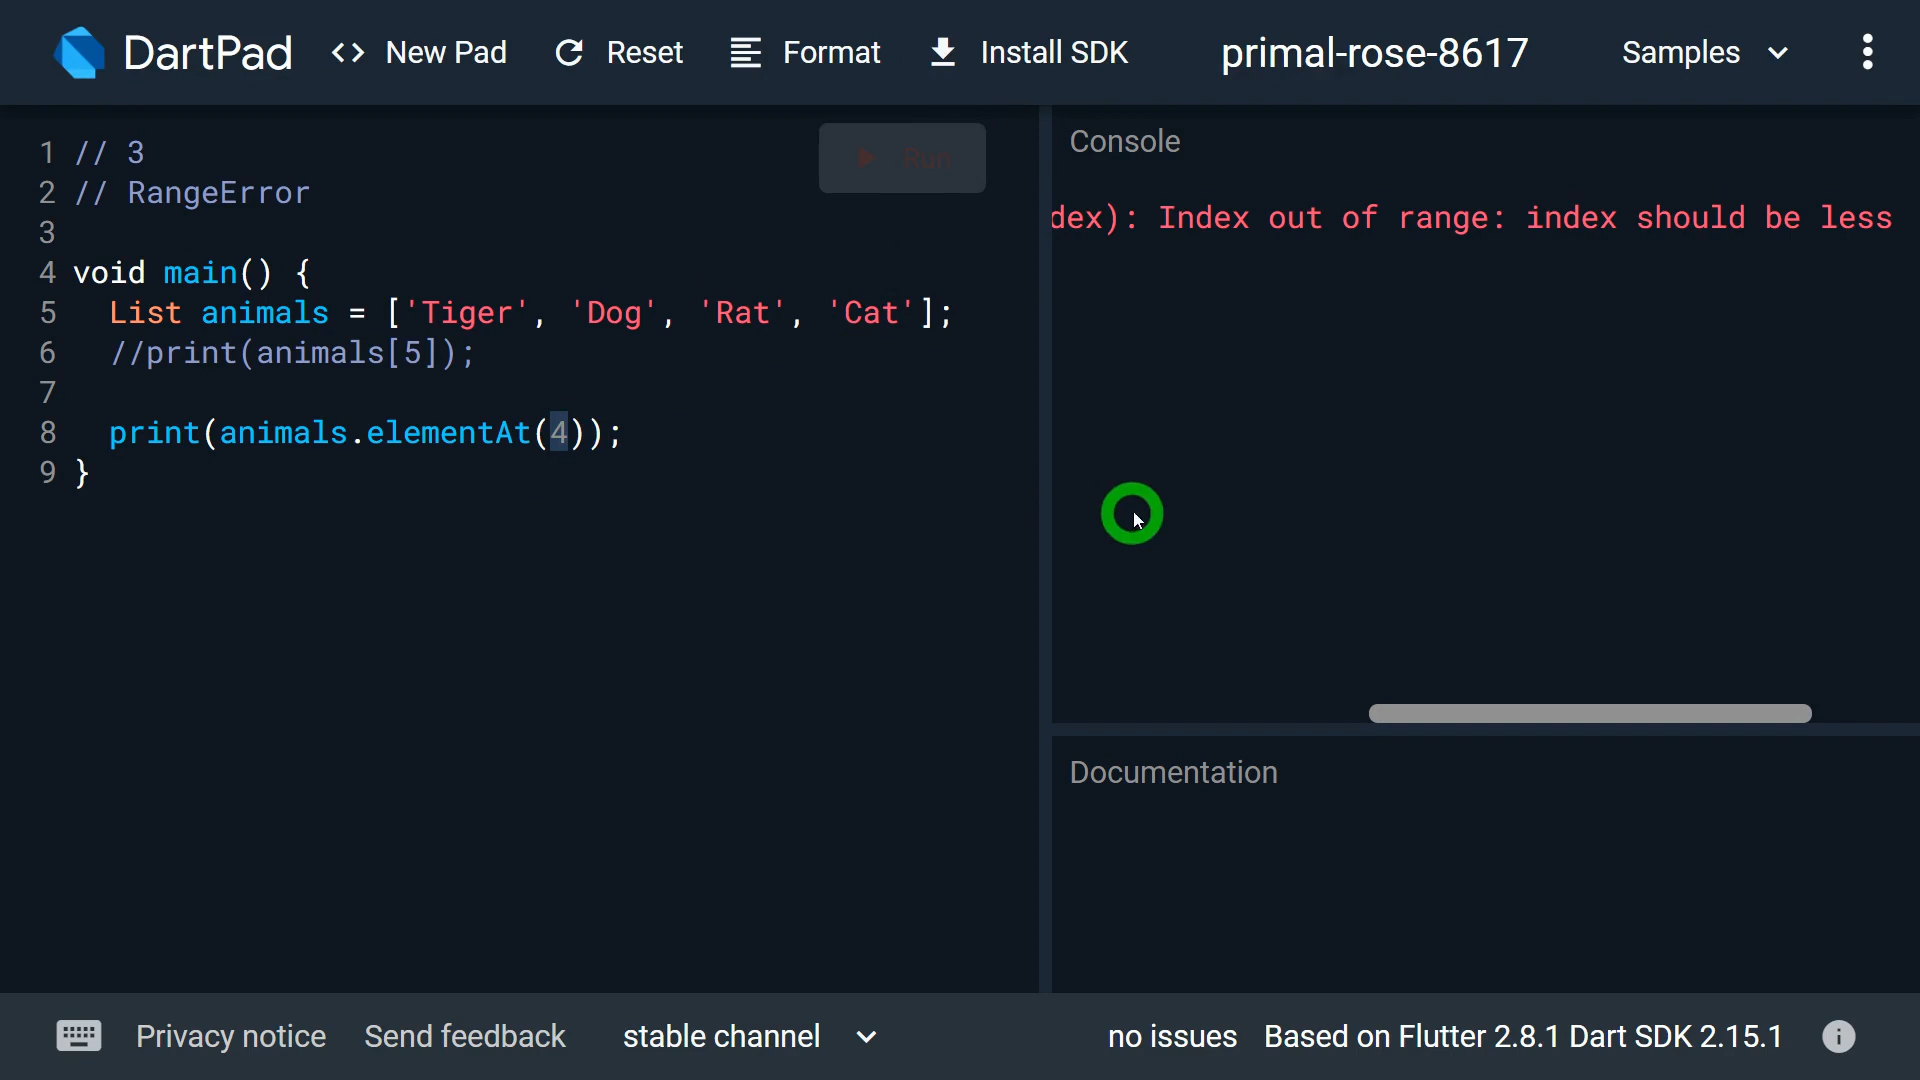 DartPad <> New Pad Reset Format Install SDK primal-rose-8617 Samples
1 // 3
2 // RangeError
3
4 void main() {
5 List animals = ['Tiger', 'Dog', 'Rat', 'Cat'];
6 //print(animals[5]);
7
8 print(animals.elementAt(4));
9 }
Run
Console
dex): Index out of range: index should be less
Documentation
Privacy notice Send feedback stable channel no issues Based on Flutter 2.8.1 Dart SDK 2.15.1